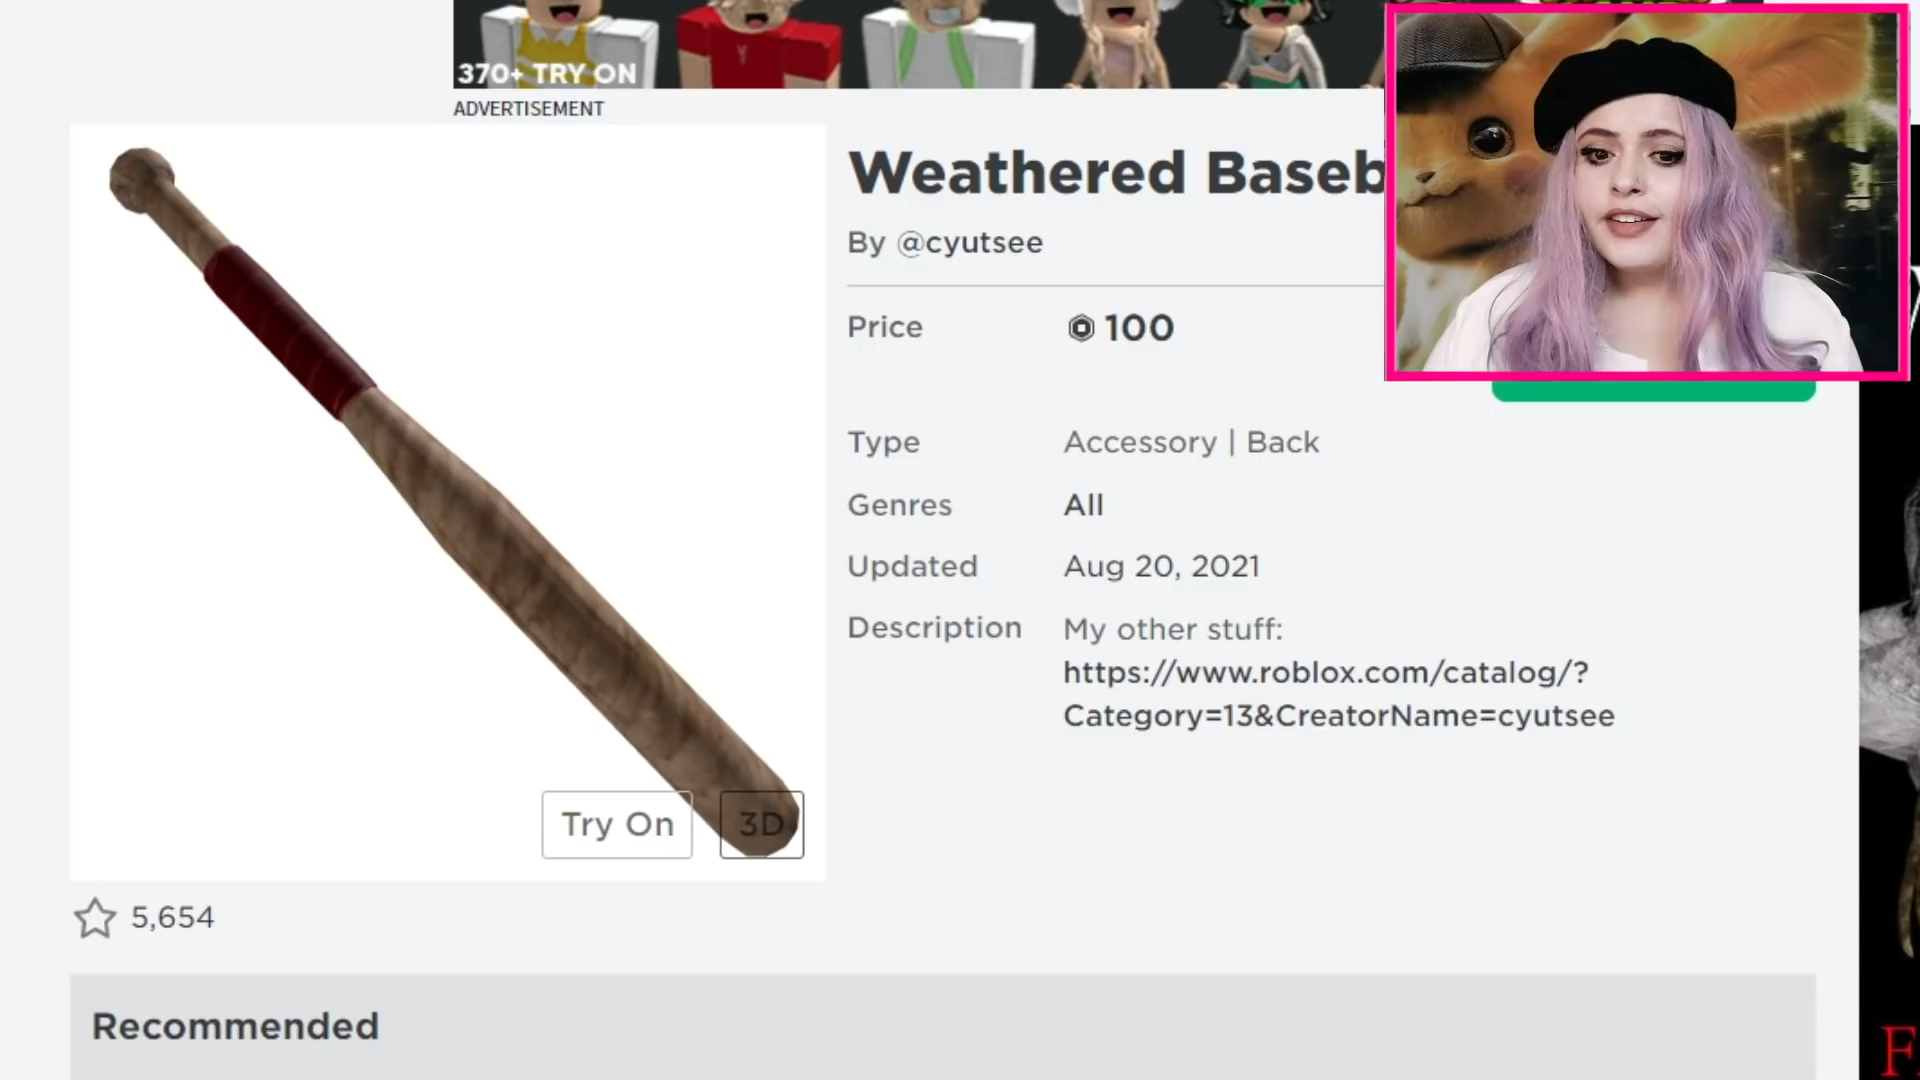 370+ TRY ON
ADVERTISEMENT
Weathered Baseb
By @cyutsee
Price 100
Type Accessory | Back
Genres All
Updated Aug 20, 2021
Description My other stuff:
https://www.roblox.com/catalog/?
Category=13&CreatorName=cyutsee
Try On 3D
5,654
Recommended
F